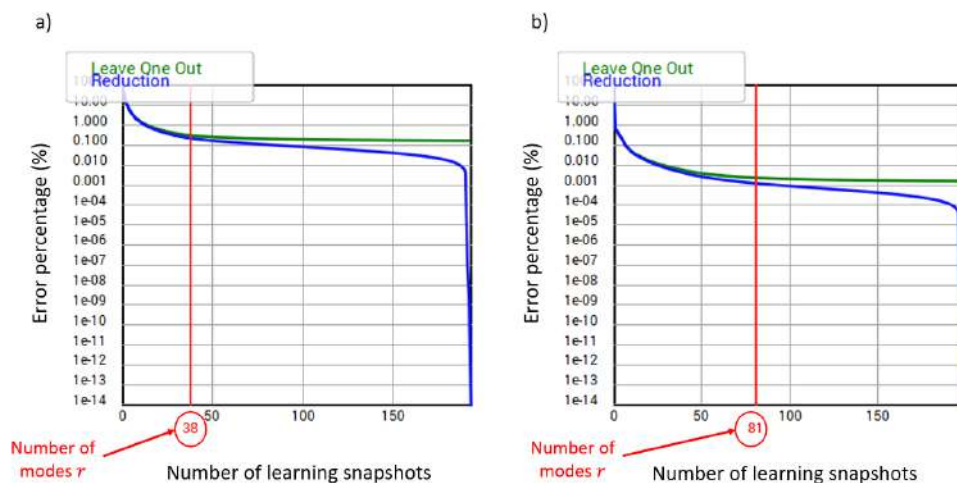 a)
Leave One Out
Reduction
10.00
1.000
0.100
0.010
0.001
1e-04
1e-05
1e-06
1e-07
1e-08
1e-09
1e-10
1e-11
1e-12
1e-13
1e-14
Error percentage (%)
0
50
100
150
38
Number of
modes r
Number of learning snapshots
b)
Leave One Out
Reduction
10.00
1.000
0.100
0.010
0.001
1e-04
1e-05
1e-06
1e-07
1e-08
1e-09
1e-10
1e-11
1e-12
1e-13
1e-14
Error percentage (%)
0
50
100
150
81
Number of
modes r
Number of learning snapshots